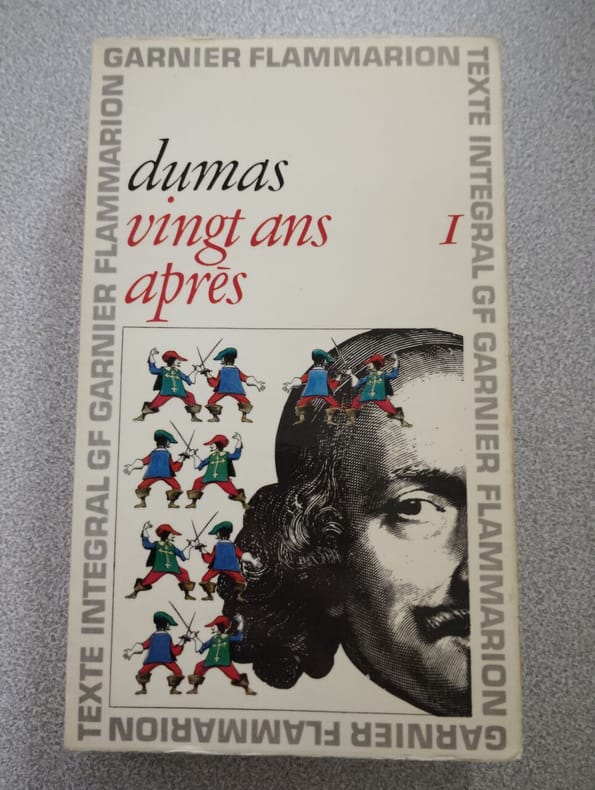 GARNIER FLAMMARION
TEXTE INTEGRAL GF GARNIER FLAMMARION
GARNIER FLAMMARION
TEXTE INTEGRAL GF GARNIER FLAMMARION
dumas
vingt ans
après
I